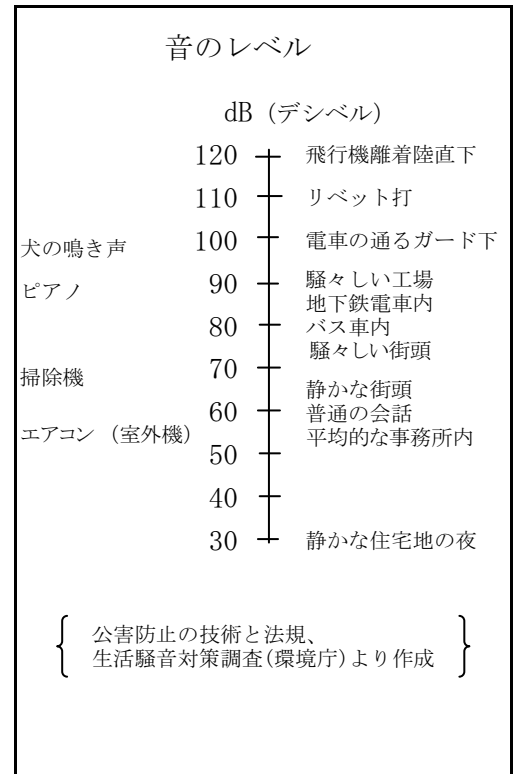 音のレベル
dB (デシベル)
120 飛行機離着陸直下
110 リベット打
100 電車の通るガード下
犬の鳴き声
90 騒々しい工場
ピアノ
地下鉄電車内
80 バス車内
騒々しい街頭
70
掃除機
静かな街頭
60 普通の会話
エアコン (室外機) 平均的な事務所内
50
40
30 静かな住宅地の夜
公害防止の技術と法規、
生活騒音対策調査(環境庁)より作成